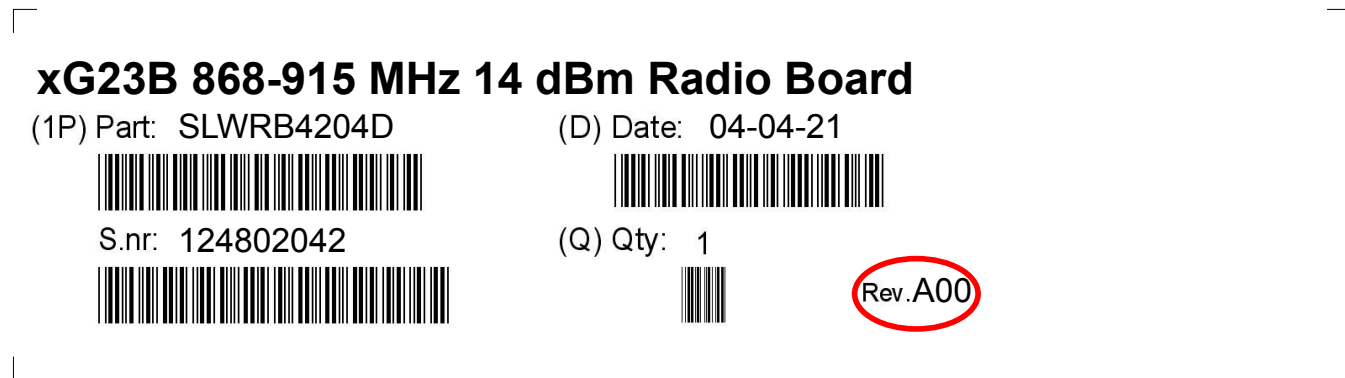 xG23B 868-915 MHz 14 dBm Radio Board
(1P) Part: SLWRB4204D
(D) Date: 04-04-21
S.nr: 124802042
(Q) Qty: 1
Rev.A00